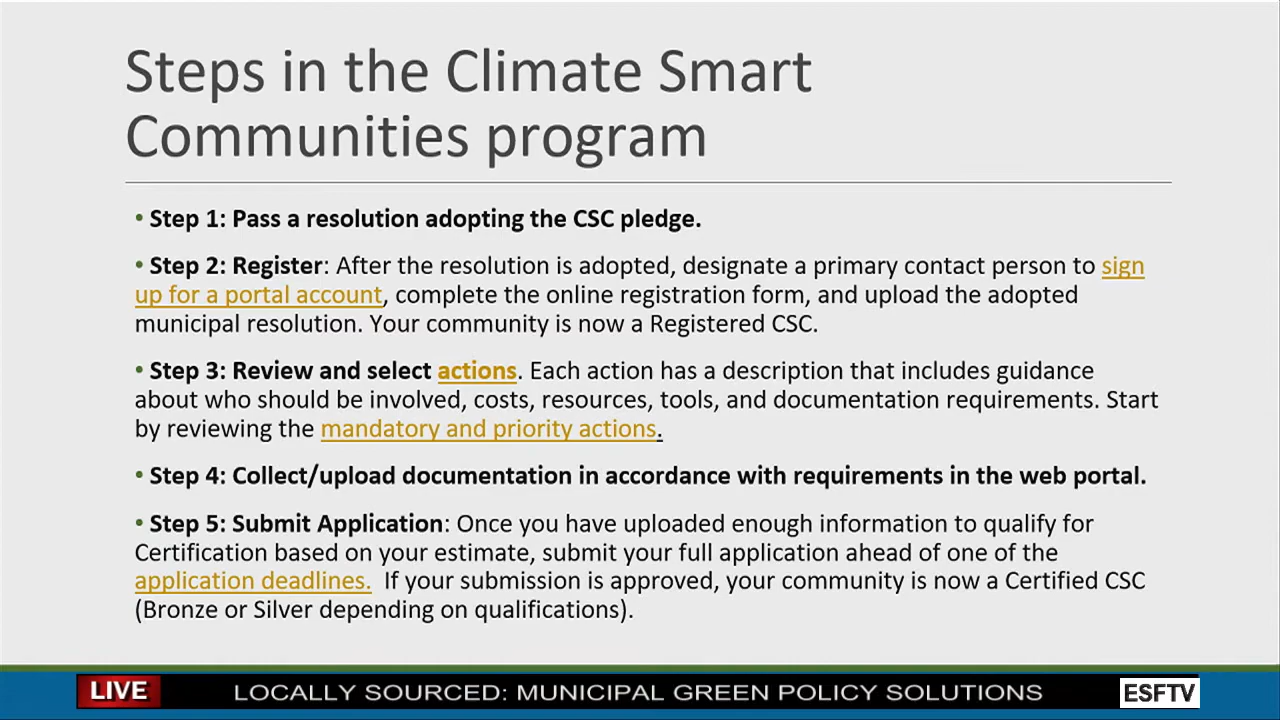 Steps in the Climate Smart
Communities program
• Step 1: Pass a resolution adopting the CSC pledge.
• Step 2: Register: After the resolution is adopted, designate a primary contact person to sign
up for a portal account, complete the online registration form, and upload the adopted
municipal resolution. Your community is now a Registered CSC.
• Step 3: Review and select actions. Each action has a description that includes guidance
about who should be involved, costs, resources, tools, and documentation requirements. Start
by reviewing the mandatory and priority actions.
• Step 4: Collect/upload documentation in accordance with requirements in the web portal.
• Step 5: Submit Application: Once you have uploaded enough information to qualify for
Certification based on your estimate, submit your full application ahead of one of the
application deadlines. If your submission is approved, your community is now a Certified CSC
(Bronze or Silver depending on qualifications).
LIVE LOCALLY SOURCED: MUNICIPAL GREEN POLICY SOLUTIONS ESFTV